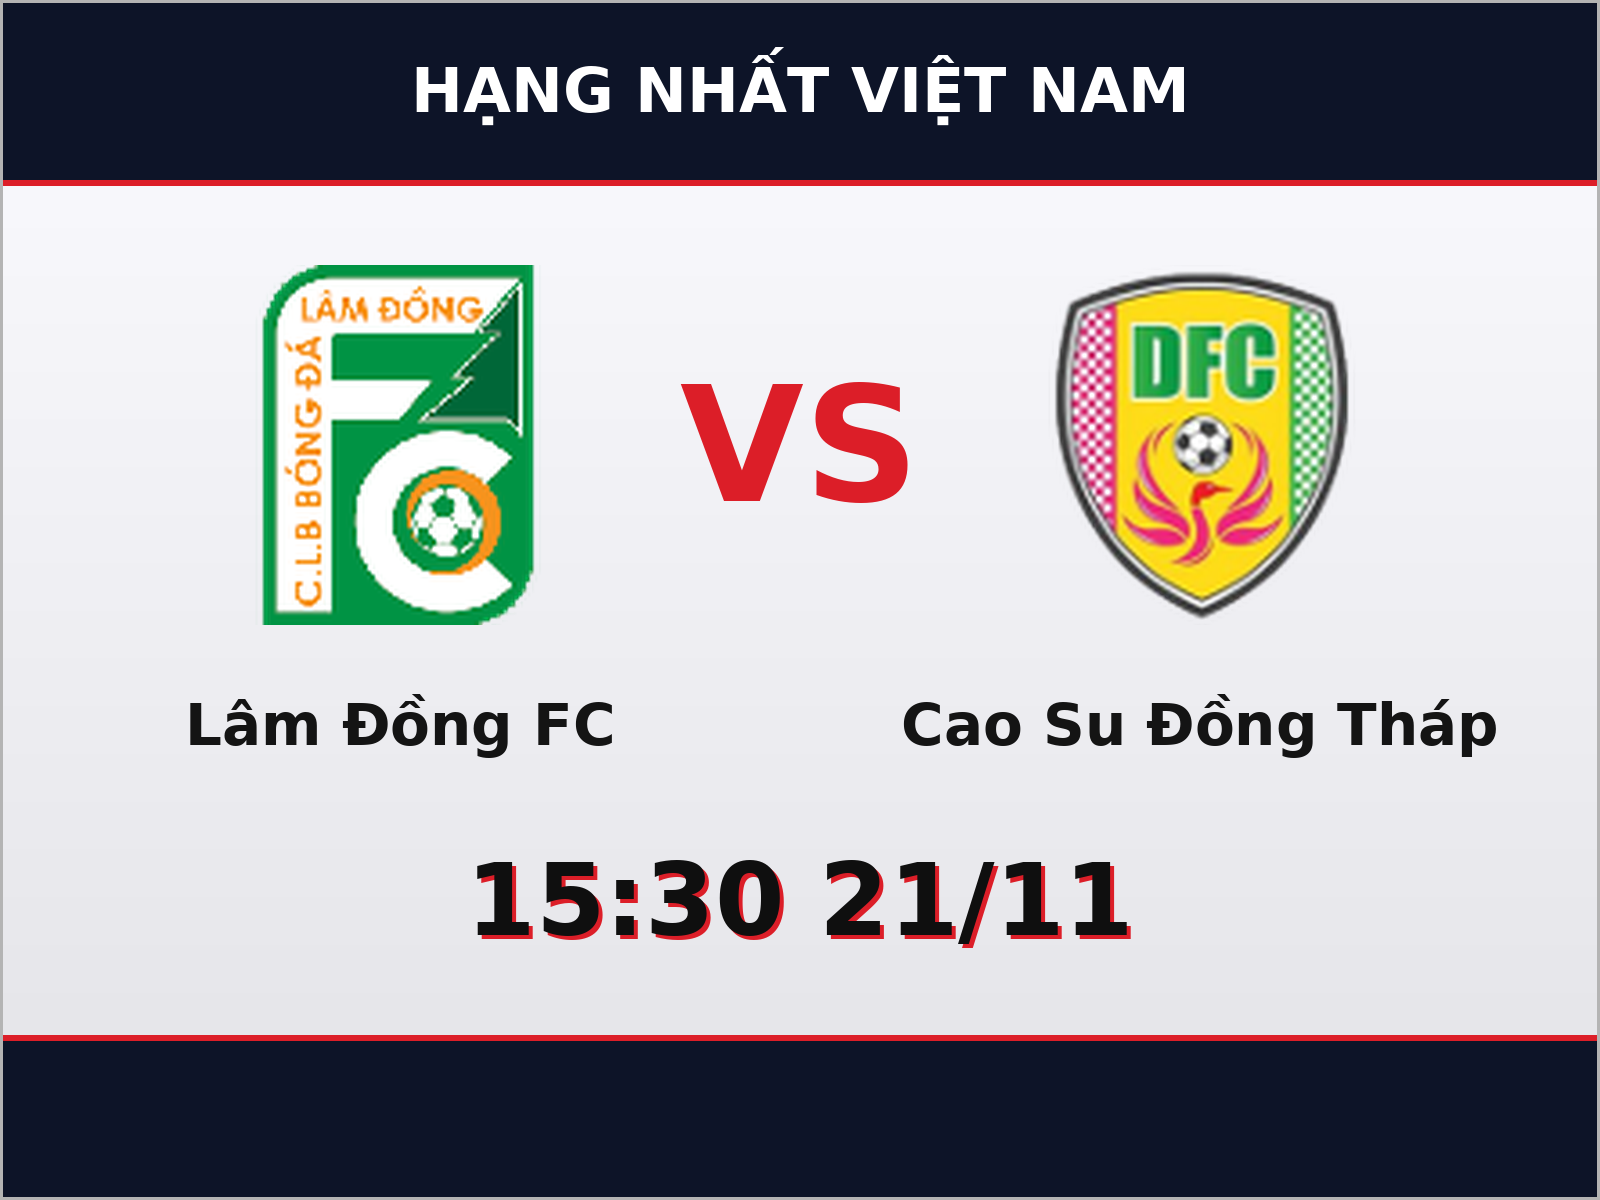 HẠNG NHẤT VIỆT NAM
LÂM ĐỒNG
C.L.B BÓNG ĐÁ
FC
VS
DFC
Lâm Đồng FC
Cao Su Đồng Tháp
15:30 21/11